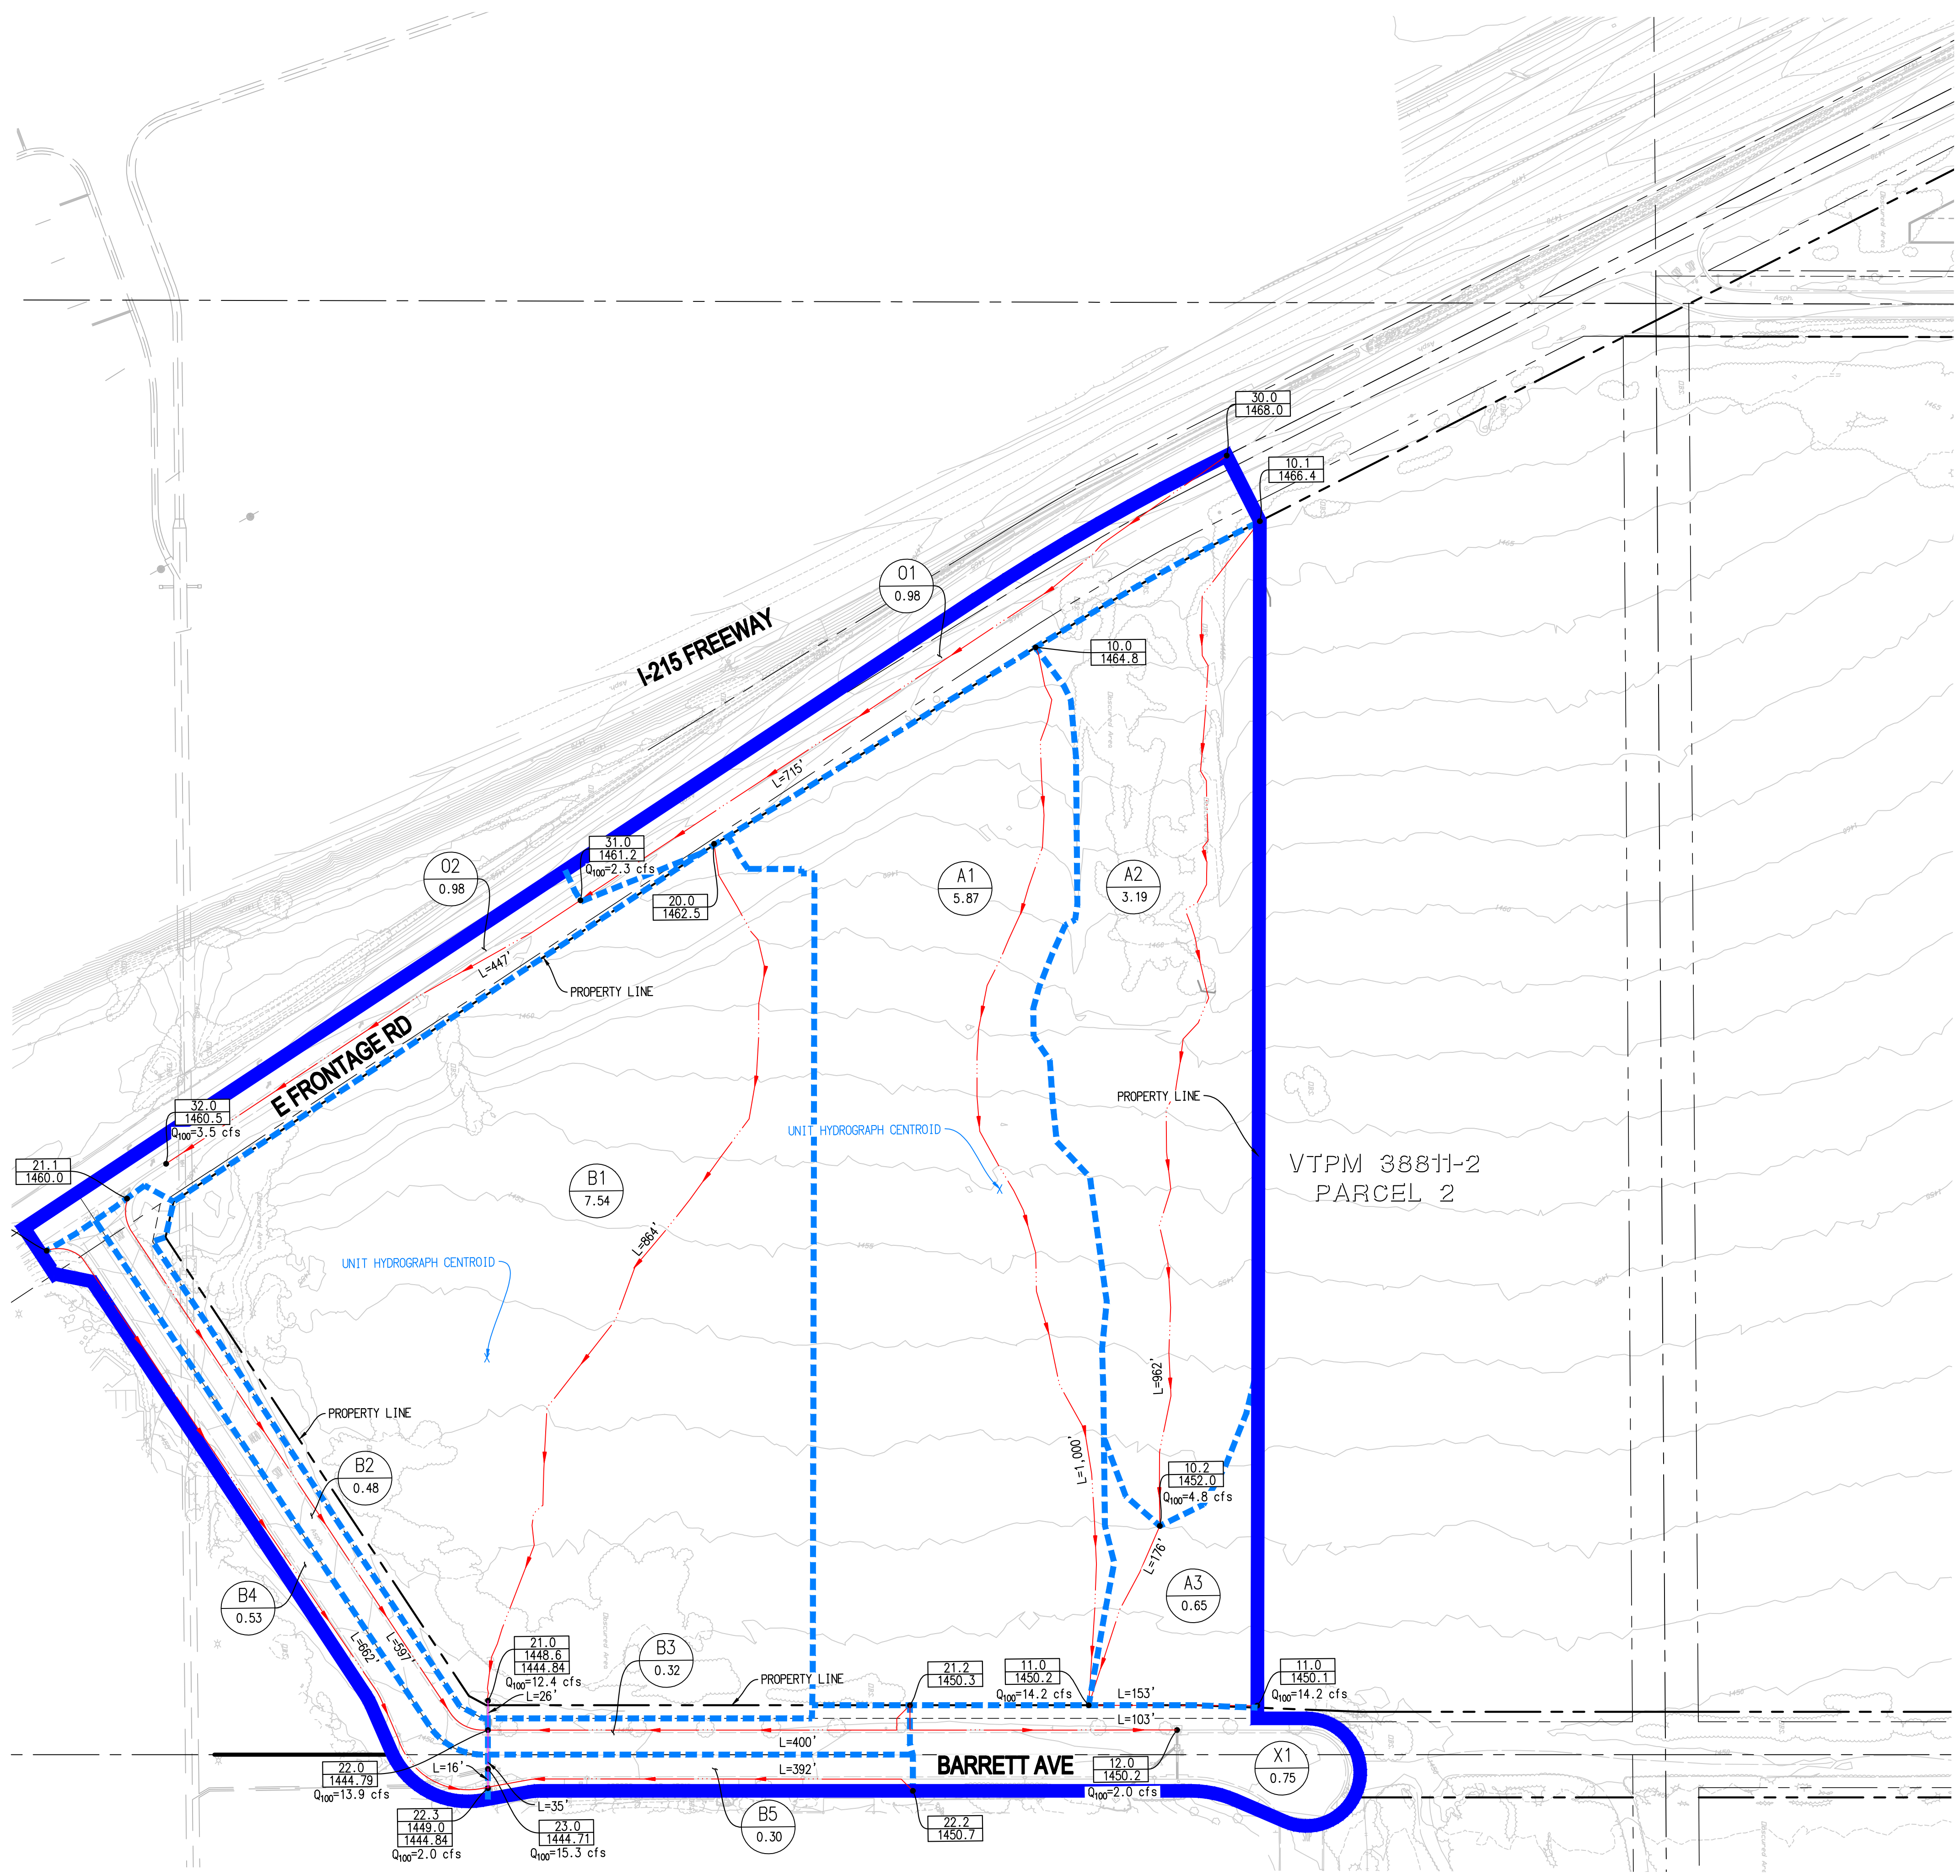 30.0
1468.0
10.1
1466.4
O1
0.98
I-215 FREEWAY
10.0
1464.8
L=715'
31.0
1461.2
Q100=2.3 cfs
O2
0.98
20.0
1462.5
A1
5.87
A2
3.19
L=447'
PROPERTY LINE
E FRONTAGE RD
32.0
1460.5
Q100=3.5 cfs
PROPERTY LINE
UNIT HYDROGRAPH CENTROID
21.1
1460.0
VTPM 38811-2
PARCEL 2
B1
7.54
L=864'
UNIT HYDROGRAPH CENTROID
L=962'
PROPERTY LINE
L=1,000'
B2
0.48
10.2
1452.0
Q100=4.8 cfs
L=176'
B4
0.53
A3
0.65
L=662'
L=597'
21.0
1448.6
1444.84
Q100=12.4 cfs
L=26'
B3
0.32
PROPERTY LINE
21.2
1450.3
11.0
1450.2
Q100=14.2 cfs
L=153'
11.0
1450.1
Q100=14.2 cfs
L=103'
L=400'
BARRETT AVE
X1
0.75
22.0
1444.79
Q100=13.9 cfs
L=16'
L=392'
12.0
1450.2
Q100=2.0 cfs
L=35'
22.3
1449.0
1444.84
Q100=2.0 cfs
23.0
1444.71
Q100=15.3 cfs
B5
0.30
22.2
1450.7